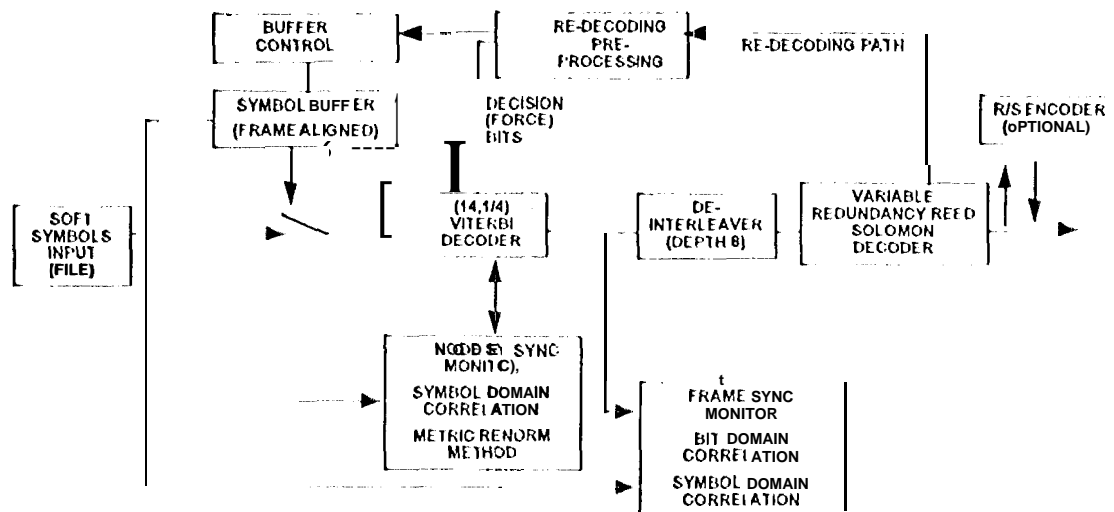 BUFFER
CONTROL
RE-DECODING
PRE-
PROCESSING
RE-DECODING PATH
SYMBOL BUFFER
(FRAME ALIGNED)
DECISION
(FORCE)
BITS
R/S ENCODER
(oPTIONAL)
SOFT
SYMBOLS
INPUT
(FILE)
(14,1/4)
VITERBI
DECODER
DE-
INTERLEAVER
(DEPTH 8)
VARIABLE
REDUNDANCY REED
SOLOMON
DECODER
SYNC
SYMBOL DOMAIN
CORRELATION
METRIC RENORM
METHOD
t
FRAME SYNC
MONITOR
BIT DOMAIN
CORRELATION
SYMBOL DOMAIN
CORRELATION